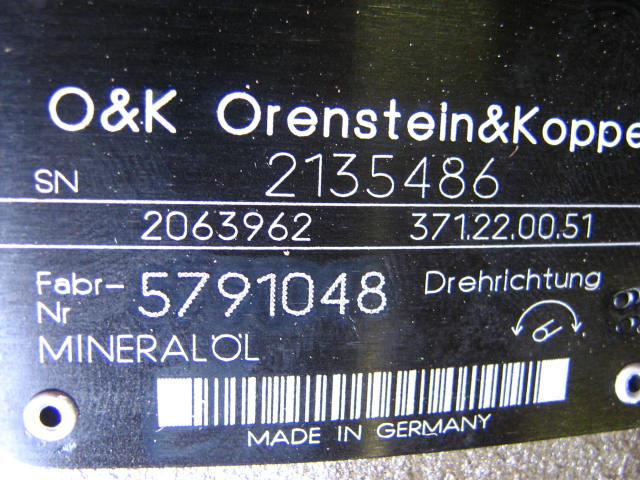 O&K Orenstein&Koppe
SN 2135486
2063962 371.22.00.51
Fabr-Nr 5791048 Drehrichtung
MINERALÖL
MADE IN GERMANY